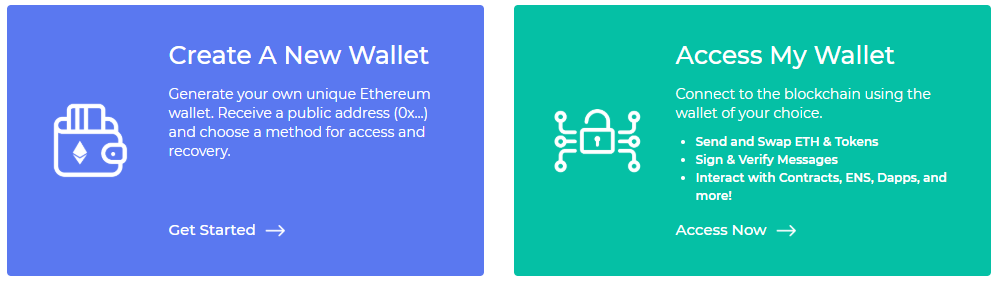 Create A New Wallet
Generate your own unique Ethereum
wallet. Receive a public address (0x...)
and choose a method for access and
recovery.
Get Started
Access My Wallet
Connect to the blockchain using the
wallet of your choice.
• Send and Swap ETH & Tokens
• Sign & Verify Messages
• Interact with Contracts, ENS, Dapps, and
more!
Access Now